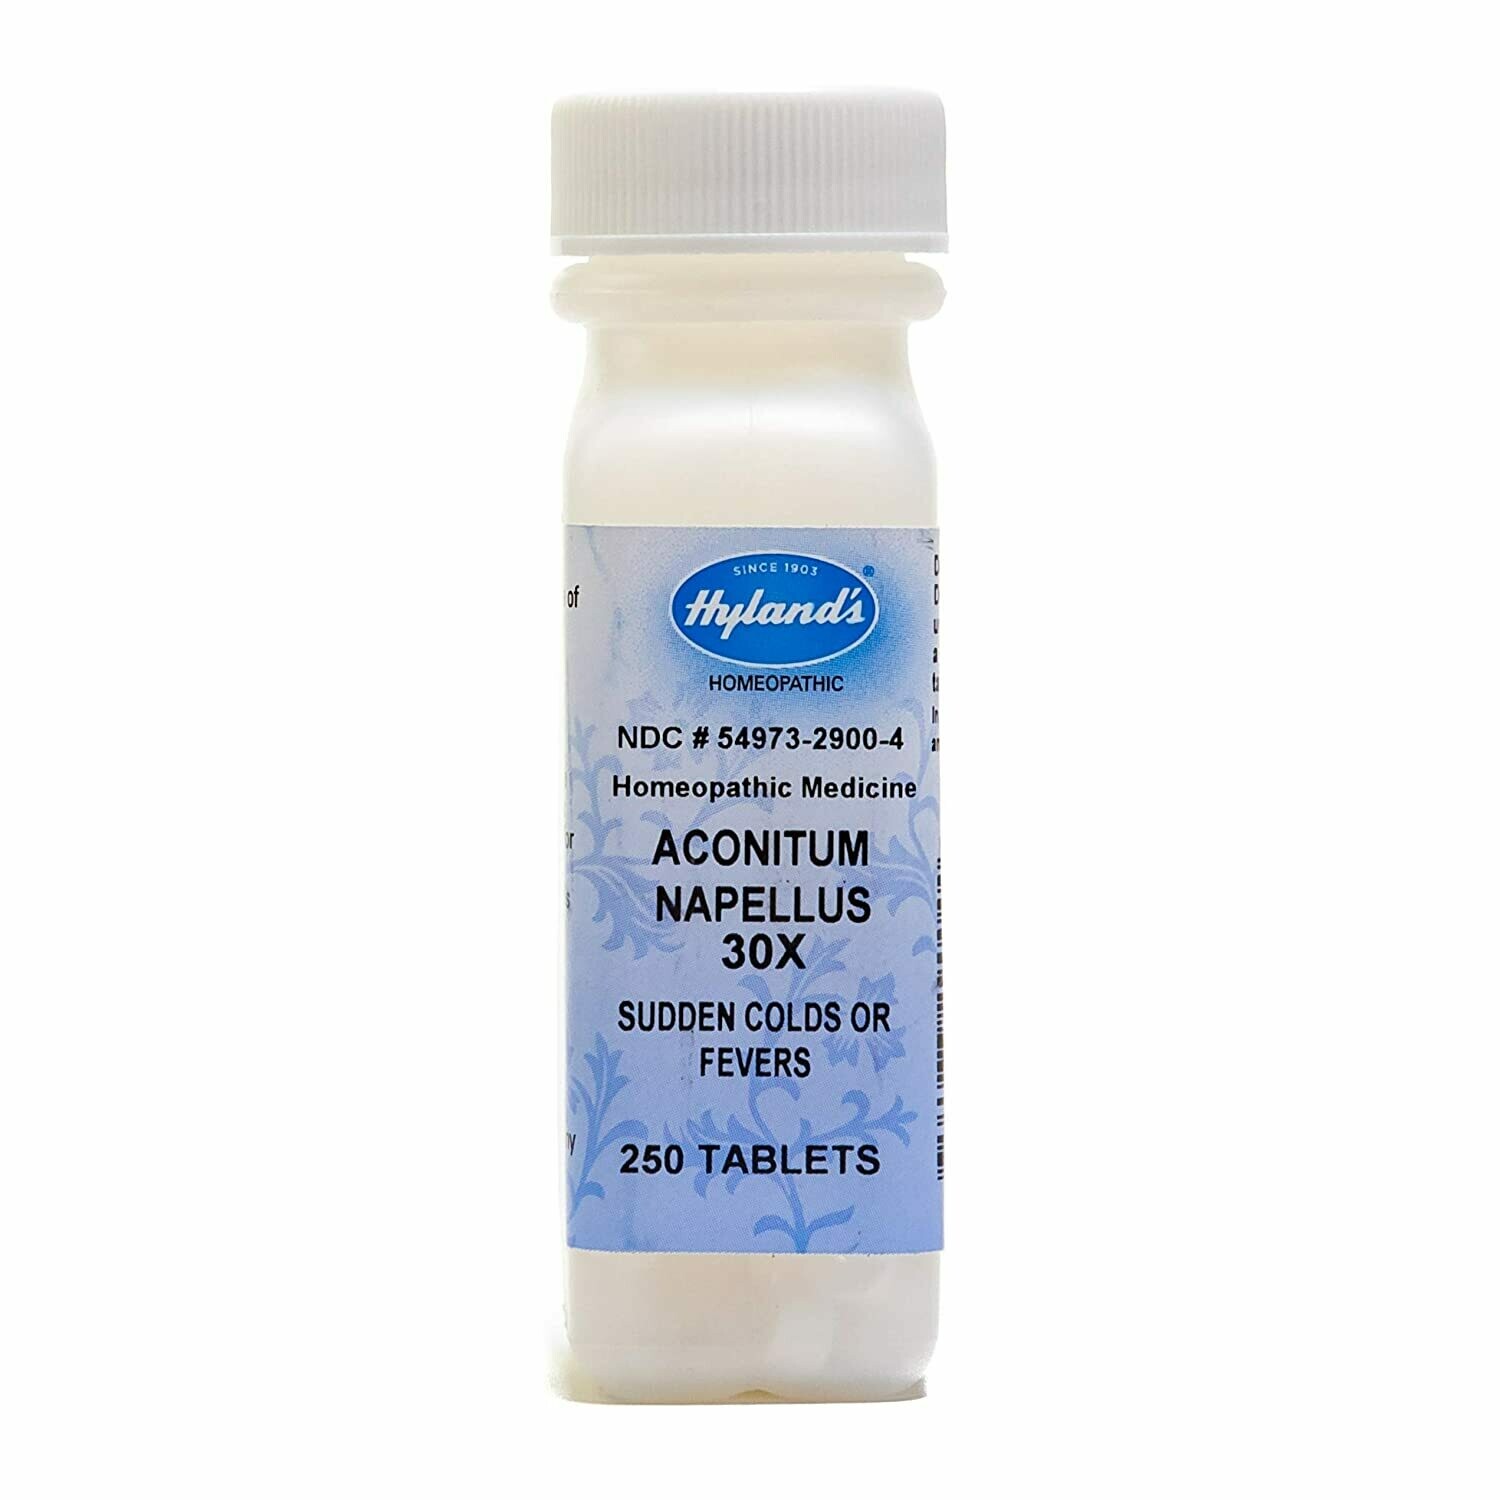 SINCE 1903
Hyland's ®
HOMEOPATHIC
NDC # 54973-2900-4
Homeopathic Medicine
ACONITUM
NAPELLUS
30X
SUDDEN COLDS OR
FEVERS
250 TABLETS
of